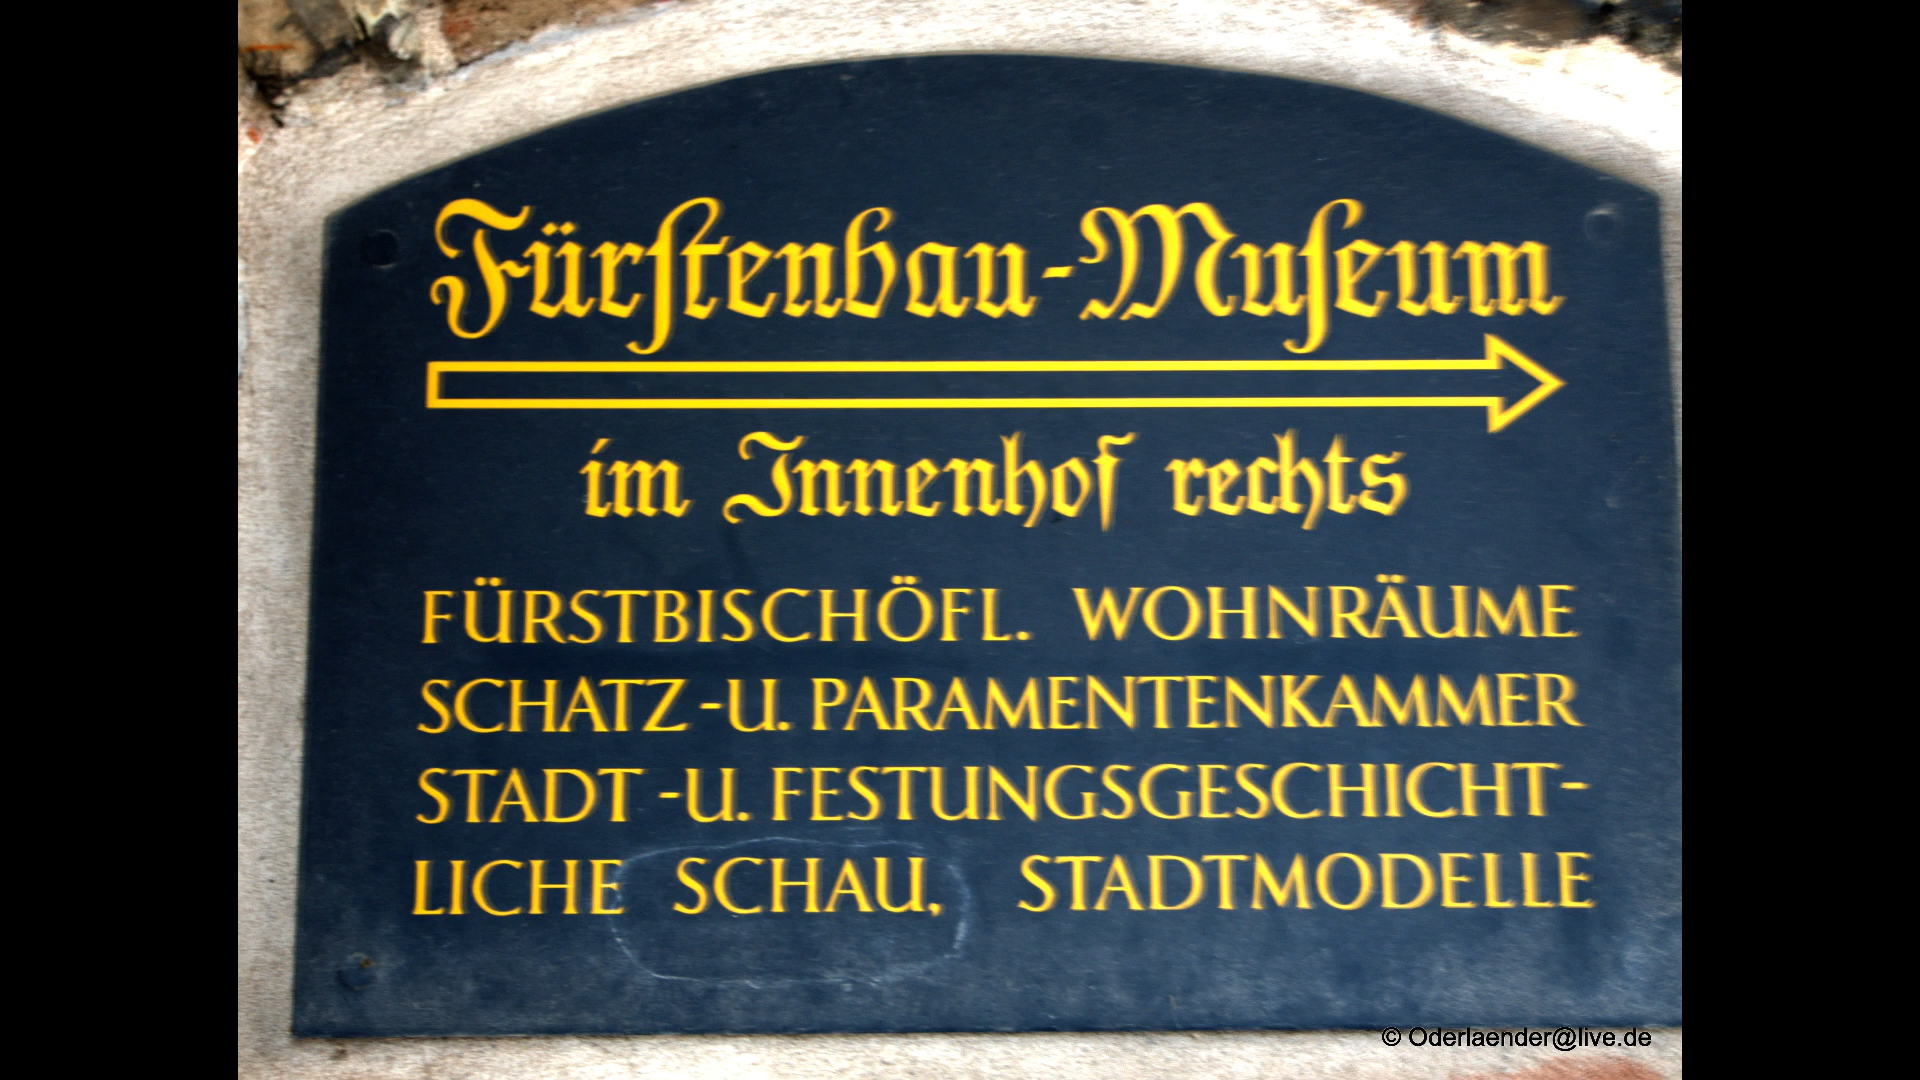 Fürſtenbau-Muſeum
im Innenhof rechts
FÜRSTBISCHÖFL. WOHNRÄUME
SCHATZ -U. PARAMENTENKAMMER
STADT -U. FESTUNGSGESCHICHT-
LICHE SCHAU, STADTMODELLE
© Oderlaender@live.de